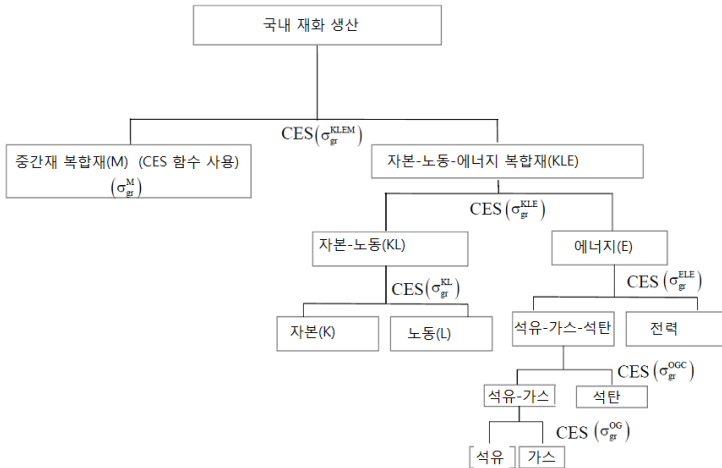 국내 재화 생산
CES(σ_gr^KLEM)
중간재 복합재(M) (CES 함수 사용)
(σ_gr^M)
자본-노동-에너지 복합재(KLE)
CES(σ_gr^KLE)
자본-노동(KL)
에너지(E)
CES(σ_gr^KL)
CES(σ_gr^ELE)
자본(K)
노동(L)
석유-가스-석탄
전력
CES(σ_gr^OGC)
석유-가스
석탄
CES(σ_gr^OG)
석유
가스